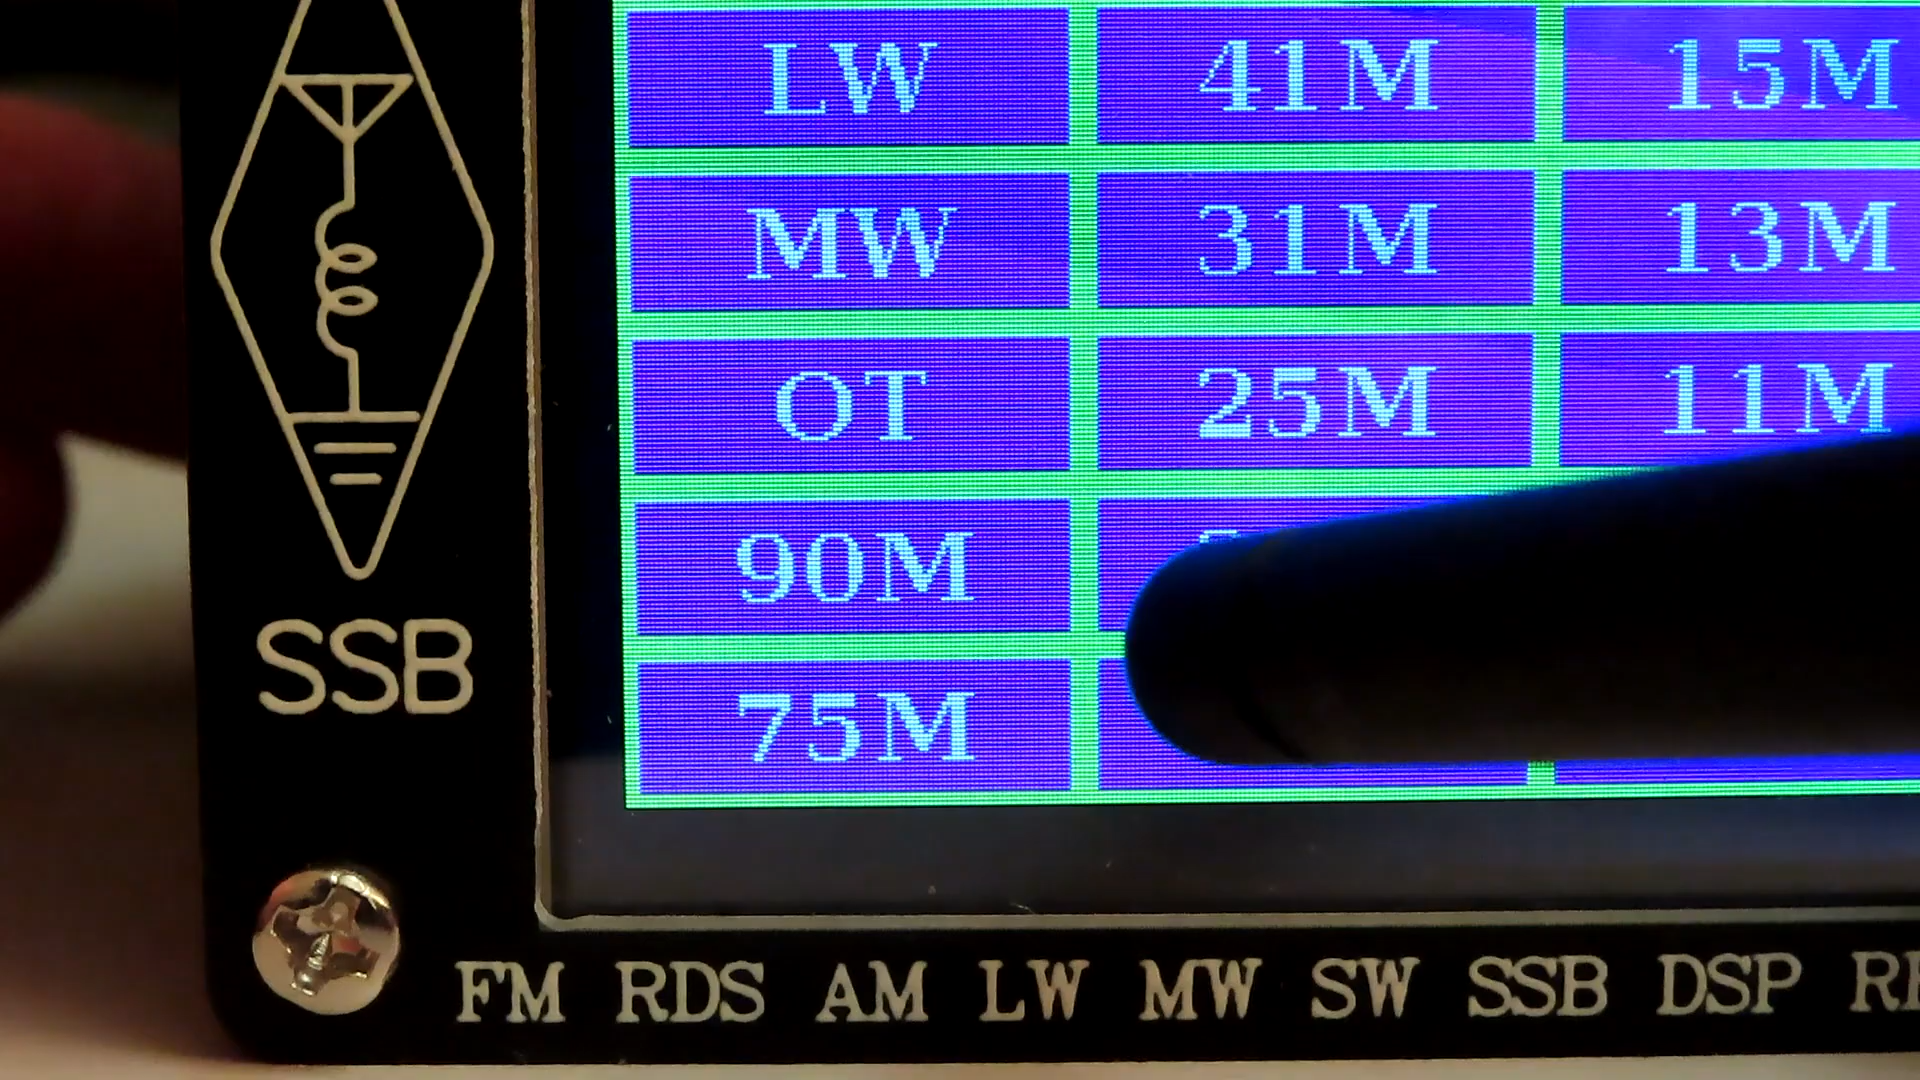 LW 41M 15M
MW 31M 13M
OT 25M 11M
90M
75M
SSB
FM RDS AM LW MW SW SSB DSP